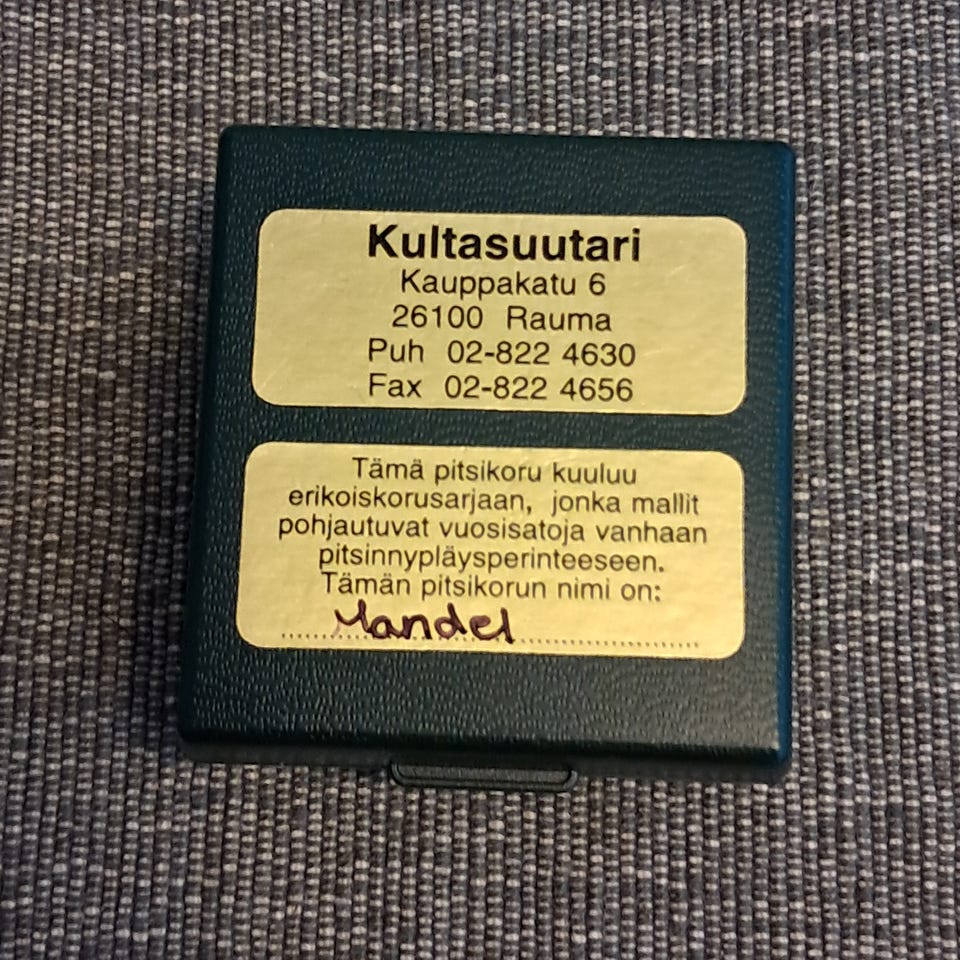 Kultasuutari
Kauppakatu 6
26100 Rauma
Puh 02-822 4630
Fax 02-822 4656
Tämä pitsikoru kuuluu
erikoiskorusarjaan, jonka mallit
pohjautuvat vuosisatoja vanhaan
pitsinnypläysperinteeseen.
Tämän pitsikorun nimi on:
Mandel